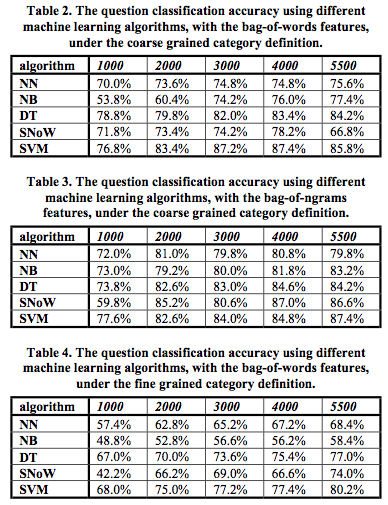 Table 2. The question classification accuracy using different
machine learning algorithms, with the bag-of-words features,
under the coarse grained category definition.
algorithm 1000 2000 3000 4000 5500
NN 70.0% 73.6% 74.8% 74.8% 75.6%
NB 53.8% 60.4% 74.2% 76.0% 77.4%
DT 78.8% 79.8% 82.0% 83.4% 84.2%
SNoW 71.8% 73.4% 74.2% 78.2% 66.8%
SVM 76.8% 83.4% 87.2% 87.4% 85.8%
Table 3. The question classification accuracy using different
machine learning algorithms, with the bag-of-ngrams
features, under the coarse grained category definition.
algorithm 1000 2000 3000 4000 5500
NN 72.0% 81.0% 79.8% 80.8% 79.8%
NB 73.0% 79.2% 80.0% 81.8% 83.2%
DT 73.8% 82.6% 83.0% 84.6% 84.2%
SNoW 59.8% 85.2% 80.6% 87.0% 86.6%
SVM 77.6% 82.6% 84.0% 84.8% 87.4%
Table 4. The question classification accuracy using different
machine learning algorithms, with the bag-of-words features,
under the fine grained category definition.
algorithm 1000 2000 3000 4000 5500
NN 57.4% 62.8% 65.2% 67.2% 68.4%
NB 48.8% 52.8% 56.6% 56.2% 58.4%
DT 67.0% 70.0% 73.6% 75.4% 77.0%
SNoW 42.2% 66.2% 69.0% 66.6% 74.0%
SVM 68.0% 75.0% 77.2% 77.4% 80.2%